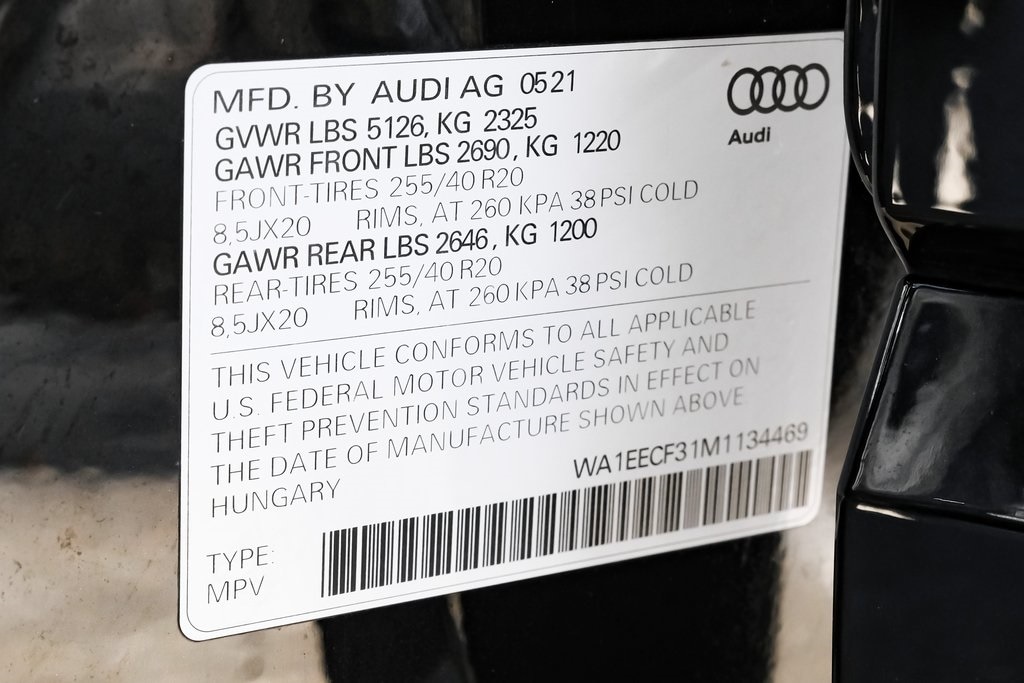 MFD. BY AUDI AG 0521
GVWR LBS 5126, KG 2325
GAWR FRONT LBS 2690, KG 1220
FRONT-TIRES 255/40 R20
8,5JX20 RIMS, AT 260 KPA 38 PSI COLD
GAWR REAR LBS 2646, KG 1200
REAR-TIRES 255/40 R20
8,5JX20 RIMS, AT 260 KPA 38 PSI COLD
Audi
THIS VEHICLE CONFORMS TO ALL APPLICABLE
U.S. FEDERAL MOTOR VEHICLE SAFETY AND
THEFT PREVENTION STANDARDS IN EFFECT ON
THE DATE OF MANUFACTURE SHOWN ABOVE
HUNGARY
WA1EECF31M1134469
TYPE:
MPV